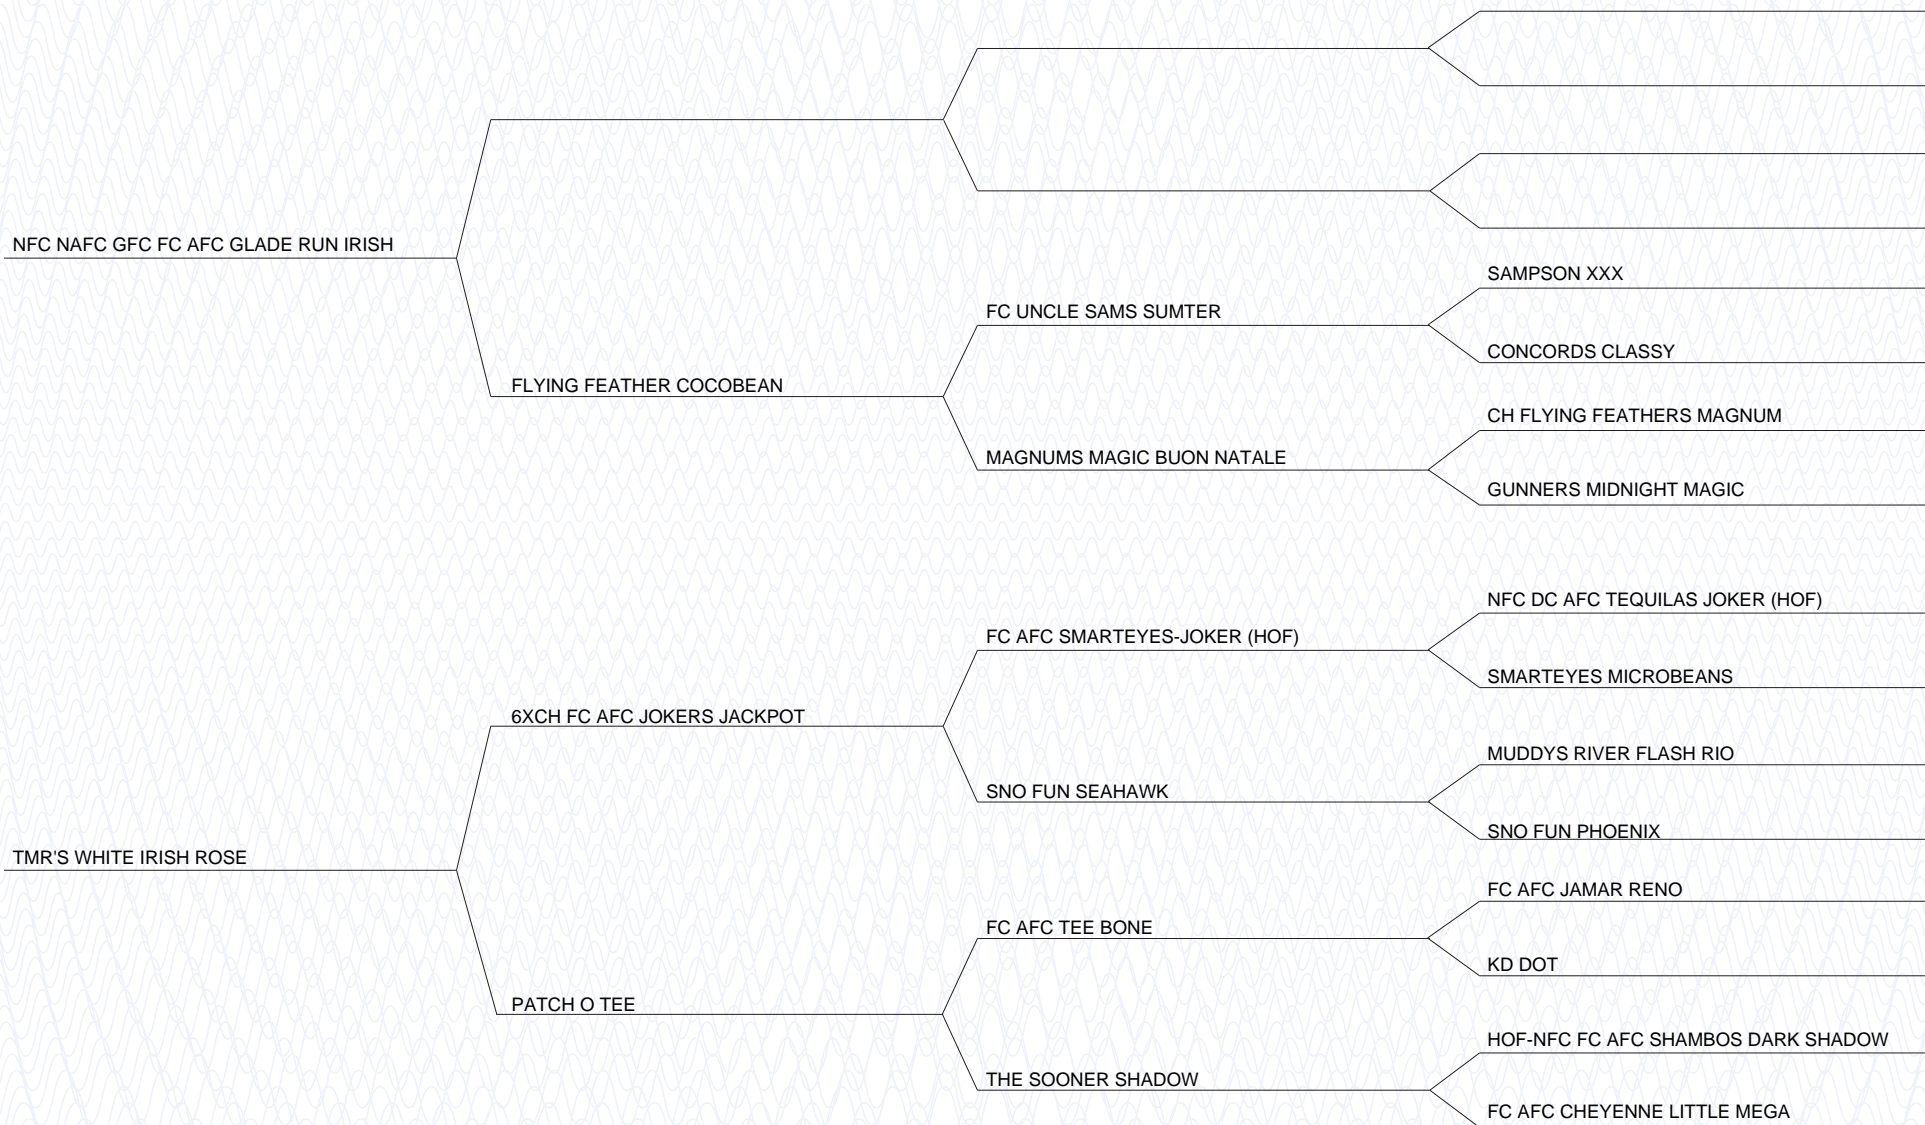 NFC NAFC GFC FC AFC GLADE RUN IRISH
SAMPSON XXX
FC UNCLE SAMS SUMTER
CONCORDS CLASSY
FLYING FEATHER COCOBEAN
CH FLYING FEATHERS MAGNUM
MAGNUMS MAGIC BUON NATALE
GUNNERS MIDNIGHT MAGIC
NFC DC AFC TEQUILAS JOKER (HOF)
FC AFC SMARTEYES-JOKER (HOF)
SMARTEYES MICROBEANS
6XCH FC AFC JOKERS JACKPOT
MUDDYS RIVER FLASH RIO
SNO FUN SEAHAWK
SNO FUN PHOENIX
TMR'S WHITE IRISH ROSE
FC AFC JAMAR RENO
FC AFC TEE BONE
KD DOT
PATCH O TEE
HOF-NFC FC AFC SHAMBOS DARK SHADOW
THE SOONER SHADOW
FC AFC CHEYENNE LITTLE MEGA